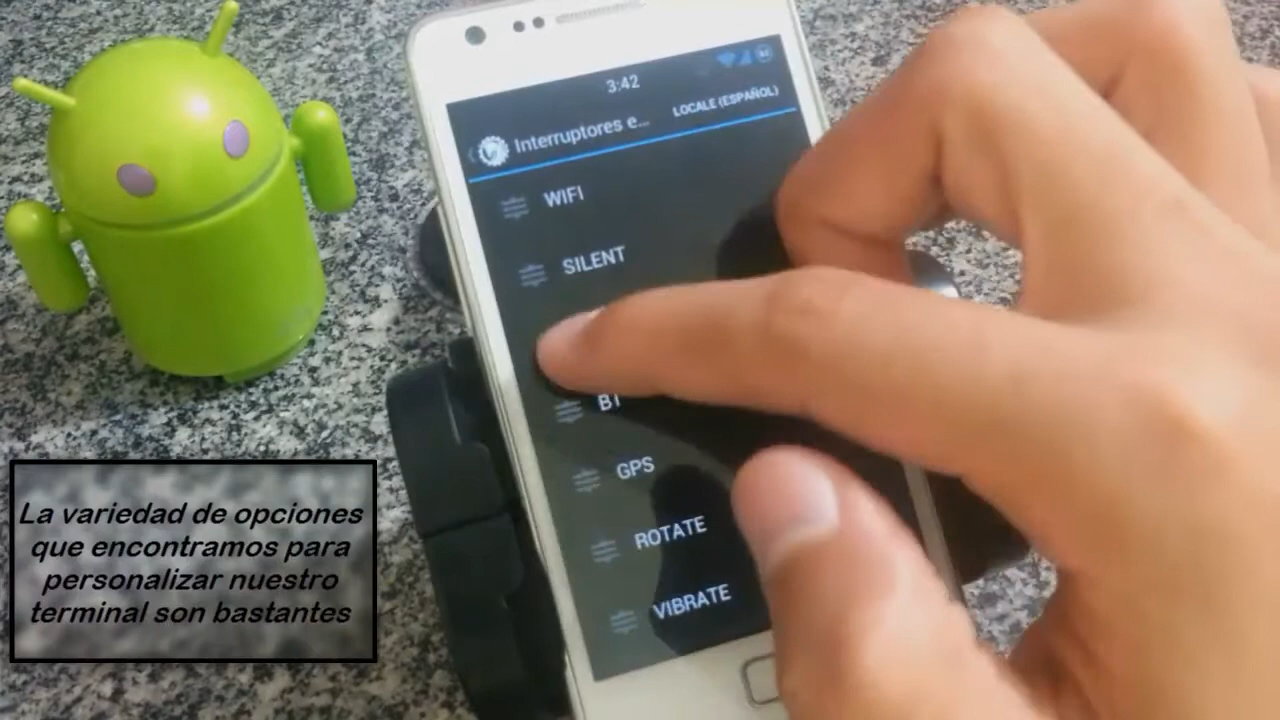 3:42
Interruptores e...
LOCALE (ESPAÑOL)
WIFI
SILENT
BT
GPS
ROTATE
VIBRATE
La variedad de opciones
que encontramos para
personalizar nuestro
terminal son bastantes